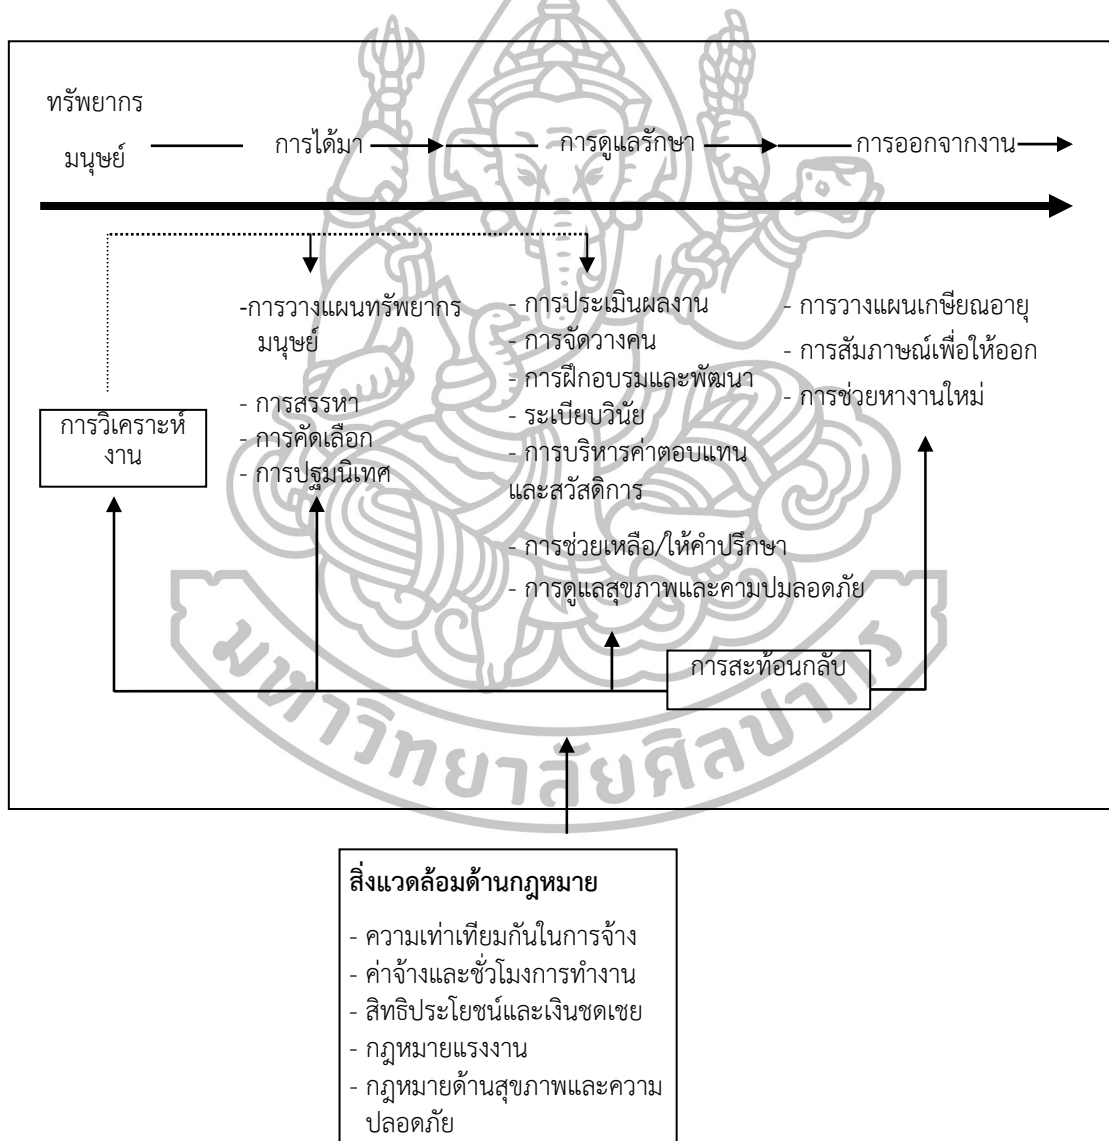 ทรัพยากร
มนุษย์
การได้มา
การดูแลรักษา
การออกจากงาน
-การวางแผนทรัพยากร
มนุษย์
- การสรรหา
- การคัดเลือก
- การปฐมนิเทศ
- การประเมินผลงาน
- การจัดวางคน
- การฝึกอบรมและพัฒนา
- ระเบียบวินัย
- การบริหารค่าตอบแทน
และสวัสดิการ
- การช่วยเหลือ/ให้คำปรึกษา
- การดูแลสุขภาพและคามปมลอดภัย
- การวางแผนเกษียณอายุ
- การสัมภาษณ์เพื่อให้ออก
- การช่วยหางานใหม่
การวิเคราะห์
งาน
การสะท้อนกลับ
มหาวิทยาลัยศิลปากร
สิ่งแวดล้อมด้านกฎหมาย
- ความเท่าเทียมกันในการจ้าง
- ค่าจ้างและชั่วโมงการทำงาน
- สิทธิประโยชน์และเงินชดเชย
- กฎหมายแรงงาน
- กฎหมายด้านสุขภาพและความ
ปลอดภัย